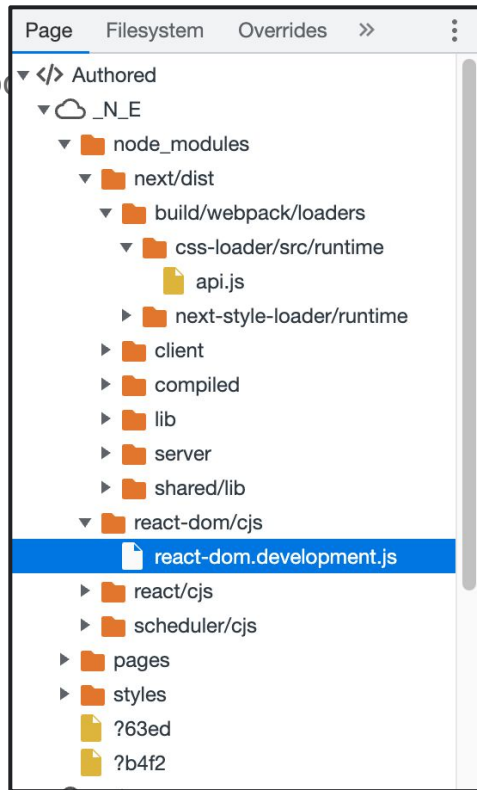 Page Filesystem Overrides »
</> Authored
_N_E
node_modules
next/dist
build/webpack/loaders
css-loader/src/runtime
api.js
next-style-loader/runtime
client
compiled
lib
server
shared/lib
react-dom/cjs
react-dom.development.js
react/cjs
scheduler/cjs
pages
styles
?63ed
?b4f2